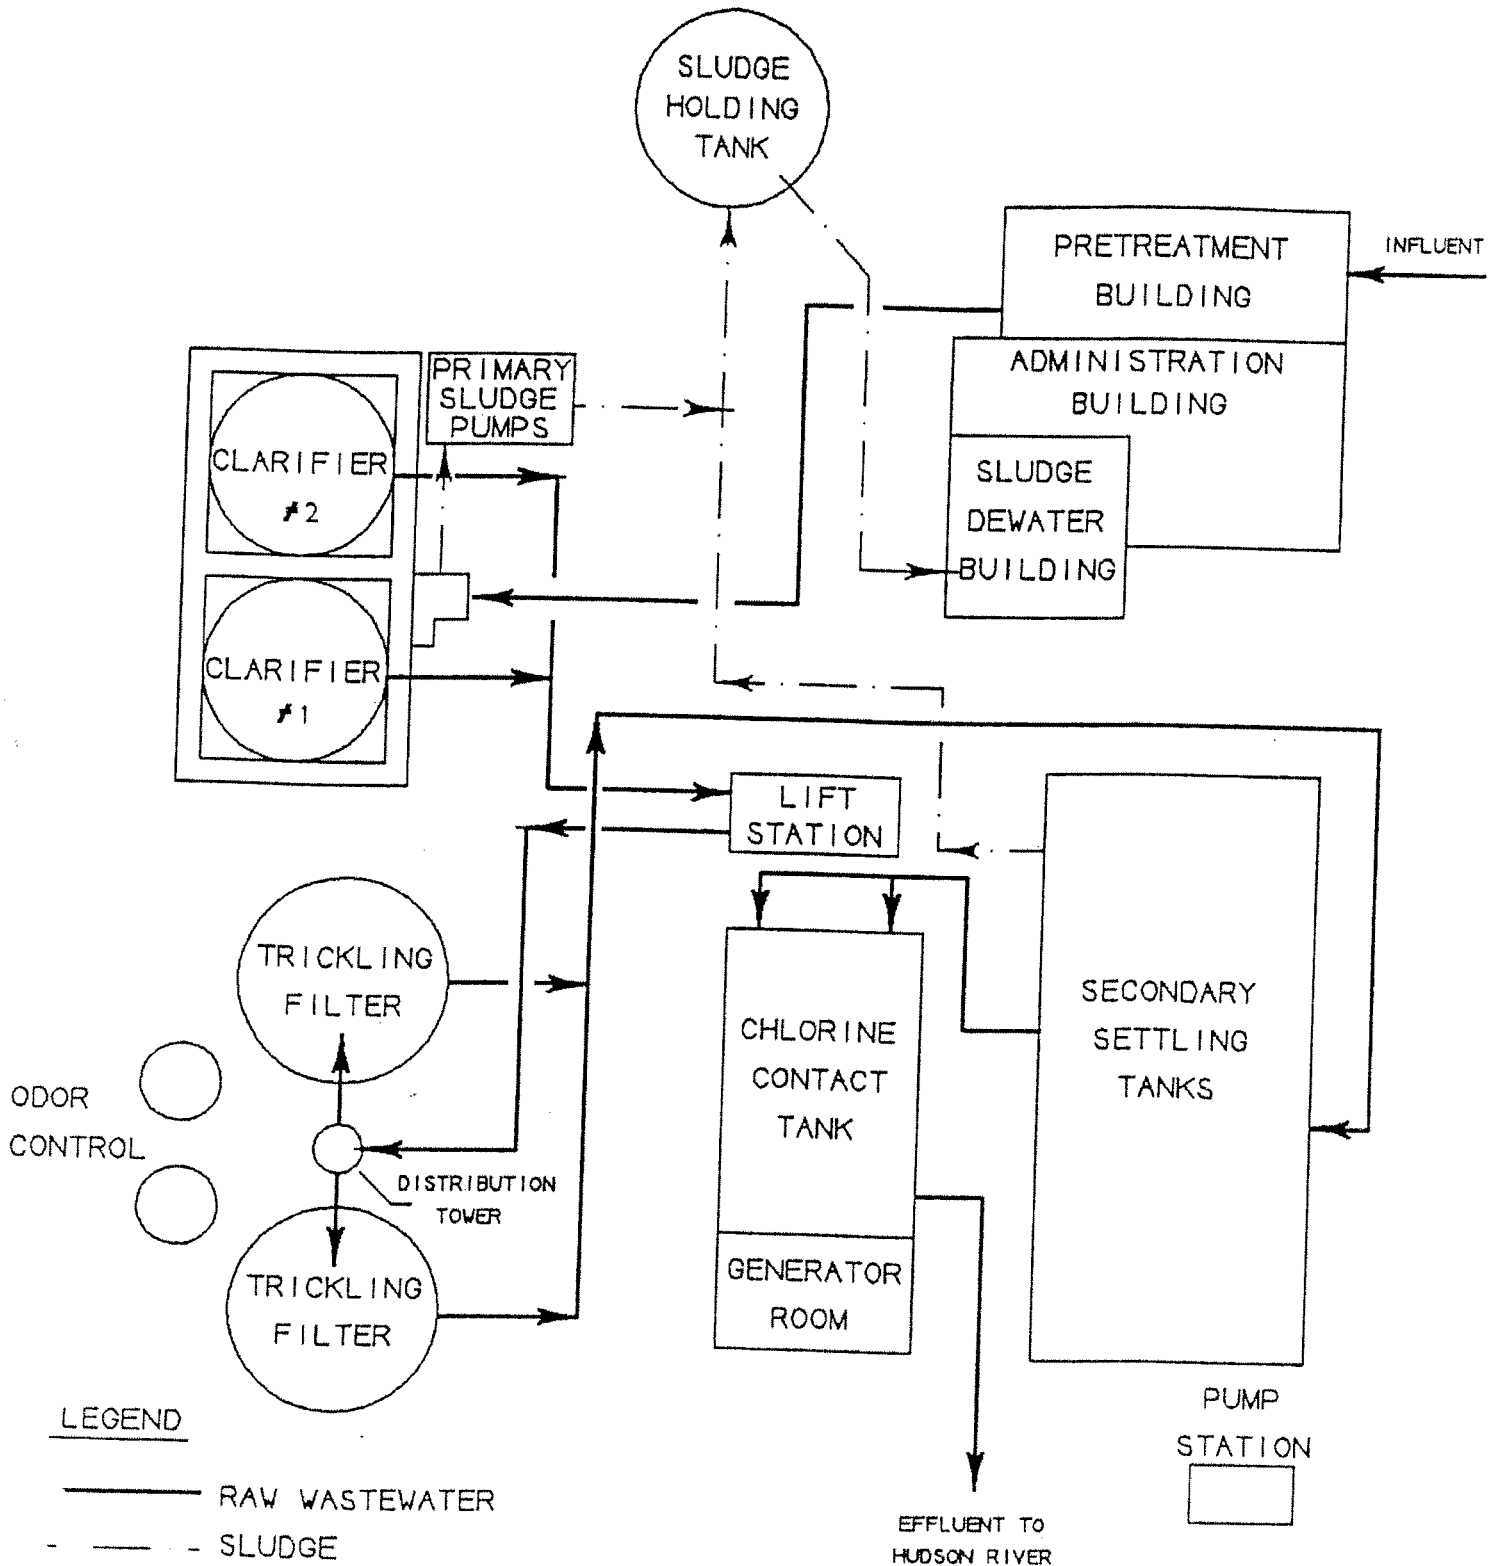 SLUDGE
HOLDING
TANK
PRETREATMENT
BUILDING
INFLUENT
ADMINISTRATION
BUILDING
SLUDGE
DEWATER
BUILDING
PRIMARY
SLUDGE
PUMPS
CLARIFIER
#2
CLARIFIER
#1
LIFT
STATION
TRICKLING
FILTER
ODOR
CONTROL
DISTRIBUTION
TOWER
TRICKLING
FILTER
CHLORINE
CONTACT
TANK
GENERATOR
ROOM
SECONDARY
SETTLING
TANKS
PUMP
STATION
EFFLUENT TO
HUDSON RIVER
LEGEND
RAW WASTEWATER
SLUDGE